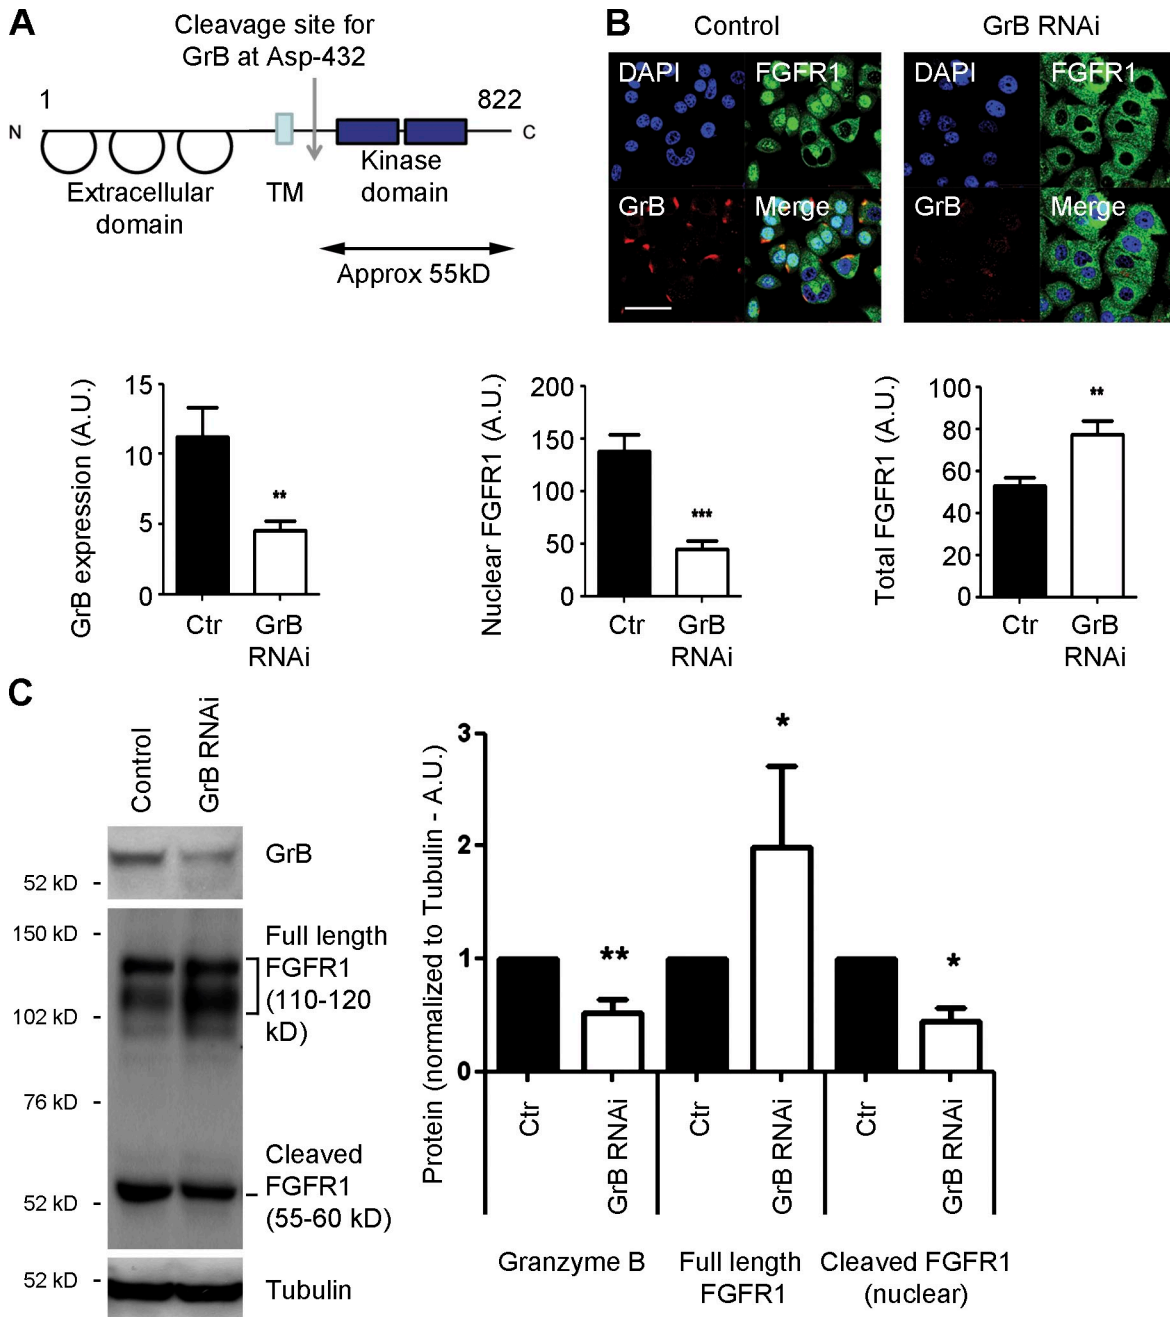 A
Cleavage site for
GrB at Asp-432
1
822
N
C
Extracellular
domain
TM
Kinase
domain
Approx 55kD
B
Control
GrB RNAi
DAPI
FGFR1
GrB
Merge
DAPI
FGFR1
GrB
Merge
GrB expression (A.U.)
15
10
5
0
**
Ctr
GrB
RNAi
Nuclear FGFR1 (A.U.)
200
150
100
50
0
***
Ctr
GrB
RNAi
Total FGFR1 (A.U.)
100
80
60
40
20
0
**
Ctr
GrB
RNAi
C
Control
GrB RNAi
GrB
52 kD -
150 kD -
Full length
FGFR1
(110-120
kD)
102 kD -
76 kD -
Cleaved
FGFR1
(55-60 kD)
52 kD -
52 kD -
Tubulin
Protein (normalized to Tubulin - A.U.)
3
2
1
0
**
*
*
Ctr
GrB RNAi
Ctr
GrB RNAi
Ctr
GrB RNAi
Granzyme B
Full length
FGFR1
Cleaved FGFR1
(nuclear)